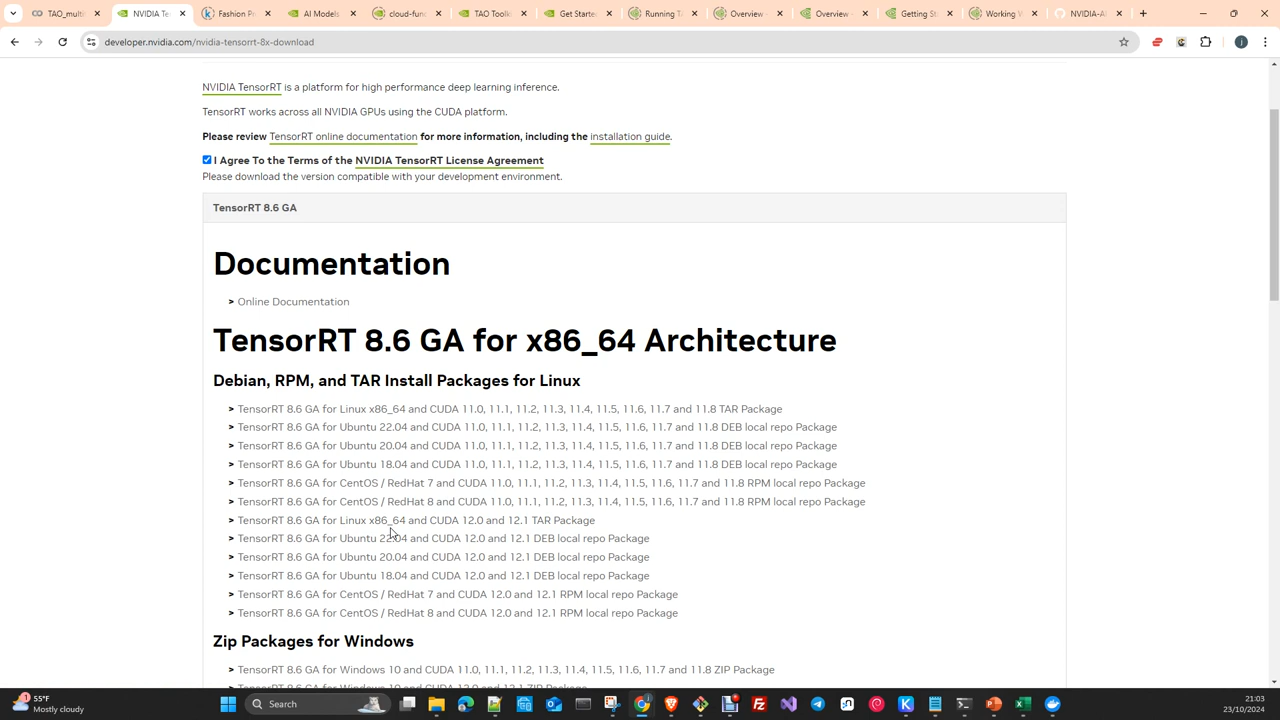 TAO_multi
NVIDIA Te
Fashion P
AI Models
cloud-fun
TAO Toolk
Get Starte
Running T
Overview
Overview
Getting St
Working V
NVIDIA-A
developer.nvidia.com/nvidia-tensorrt-8x-download
NVIDIA TensorRT is a platform for high performance deep learning inference.
TensorRT works across all NVIDIA GPUs using the CUDA platform.
Please review TensorRT online documentation for more information, including the installation guide.
I Agree To the Terms of the NVIDIA TensorRT License Agreement
Please download the version compatible with your development environment.
TensorRT 8.6 GA
Documentation
> Online Documentation
TensorRT 8.6 GA for x86_64 Architecture
Debian, RPM, and TAR Install Packages for Linux
> TensorRT 8.6 GA for Linux x86_64 and CUDA 11.0, 11.1, 11.2, 11.3, 11.4, 11.5, 11.6, 11.7 and 11.8 TAR Package
> TensorRT 8.6 GA for Ubuntu 22.04 and CUDA 11.0, 11.1, 11.2, 11.3, 11.4, 11.5, 11.6, 11.7 and 11.8 DEB local repo Package
> TensorRT 8.6 GA for Ubuntu 20.04 and CUDA 11.0, 11.1, 11.2, 11.3, 11.4, 11.5, 11.6, 11.7 and 11.8 DEB local repo Package
> TensorRT 8.6 GA for Ubuntu 18.04 and CUDA 11.0, 11.1, 11.2, 11.3, 11.4, 11.5, 11.6, 11.7 and 11.8 DEB local repo Package
> TensorRT 8.6 GA for CentOS / RedHat 7 and CUDA 11.0, 11.1, 11.2, 11.3, 11.4, 11.5, 11.6, 11.7 and 11.8 RPM local repo Package
> TensorRT 8.6 GA for CentOS / RedHat 8 and CUDA 11.0, 11.1, 11.2, 11.3, 11.4, 11.5, 11.6, 11.7 and 11.8 RPM local repo Package
> TensorRT 8.6 GA for Linux x86_64 and CUDA 12.0 and 12.1 TAR Package
> TensorRT 8.6 GA for Ubuntu 22.04 and CUDA 12.0 and 12.1 DEB local repo Package
> TensorRT 8.6 GA for Ubuntu 20.04 and CUDA 12.0 and 12.1 DEB local repo Package
> TensorRT 8.6 GA for Ubuntu 18.04 and CUDA 12.0 and 12.1 DEB local repo Package
> TensorRT 8.6 GA for CentOS / RedHat 7 and CUDA 12.0 and 12.1 RPM local repo Package
> TensorRT 8.6 GA for CentOS / RedHat 8 and CUDA 12.0 and 12.1 RPM local repo Package
Zip Packages for Windows
> TensorRT 8.6 GA for Windows 10 and CUDA 11.0, 11.1, 11.2, 11.3, 11.4, 11.5, 11.6, 11.7 and 11.8 ZIP Package
> TensorRT 8.6 GA for Windows 10 and CUDA 12.0 and 12.1 ZIP Package
55°F
Mostly cloudy
Search
21:03
23/10/2024